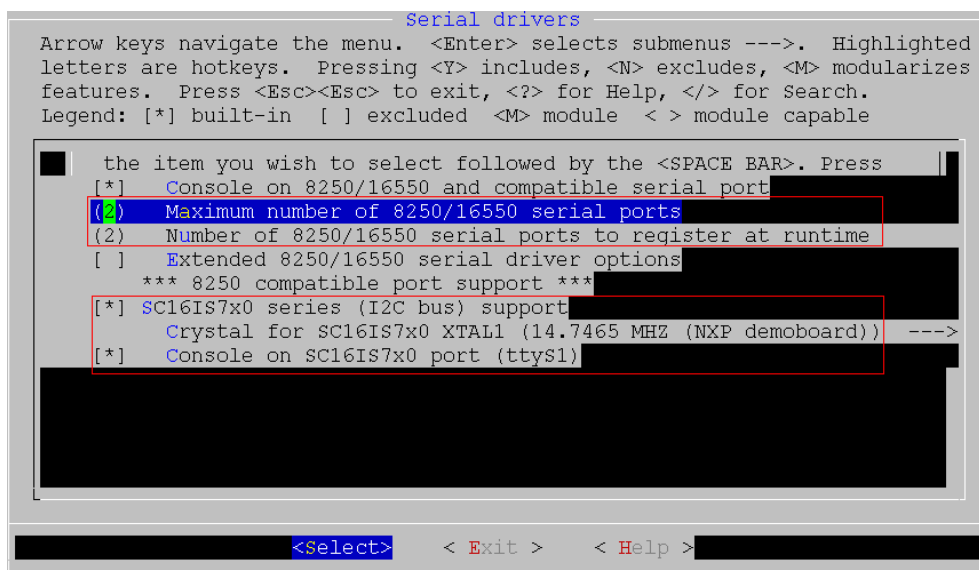 Serial drivers
Arrow keys navigate the menu.  <Enter> selects submenus --->.  Highlighted
letters are hotkeys.  Pressing <Y> includes, <N> excludes, <M> modularizes
features.  Press <Esc><Esc> to exit, <?> for Help, </> for Search.
Legend: [*] built-in  [ ] excluded  <M> module  < > module capable
the item you wish to select followed by the <SPACE BAR>. Press
[*]   Console on 8250/16550 and compatible serial port
(2)   Maximum number of 8250/16550 serial ports
(2)   Number of 8250/16550 serial ports to register at runtime
[ ]   Extended 8250/16550 serial driver options
*** 8250 compatible port support ***
[*] SC16IS7x0 series (I2C bus) support
Crystal for SC16IS7x0 XTAL1 (14.7465 MHZ (NXP demoboard))  --->
[*]   Console on SC16IS7x0 port (ttyS1)
<Select>    < Exit >    < Help >